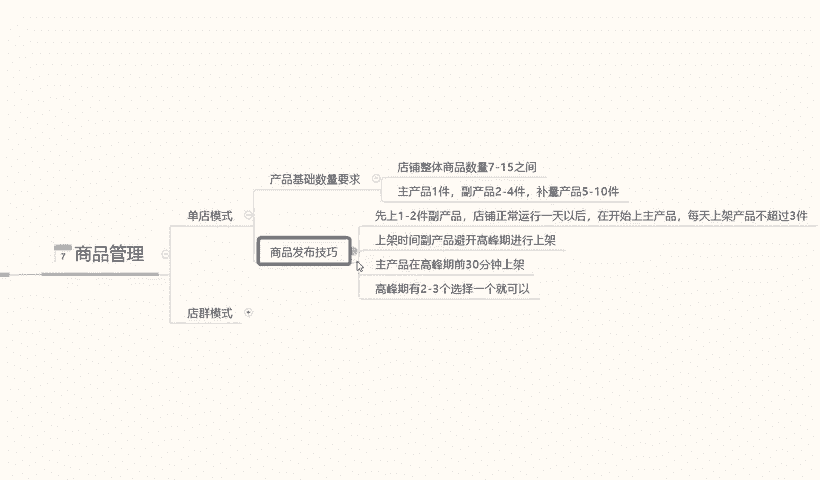 7 商品管理
单店模式
产品基础数量要求
店铺整体商品数量7-15之间
主产品1件，副产品2-4件，补量产品5-10件
商品发布技巧
先上1-2件副产品，店铺正常运行一天以后，在开始上主产品，每天上架产品不超过3件
上架时间副产品避开高峰期进行上架
主产品在高峰期前30分钟上架
高峰期有2-3个选择一个就可以
店群模式